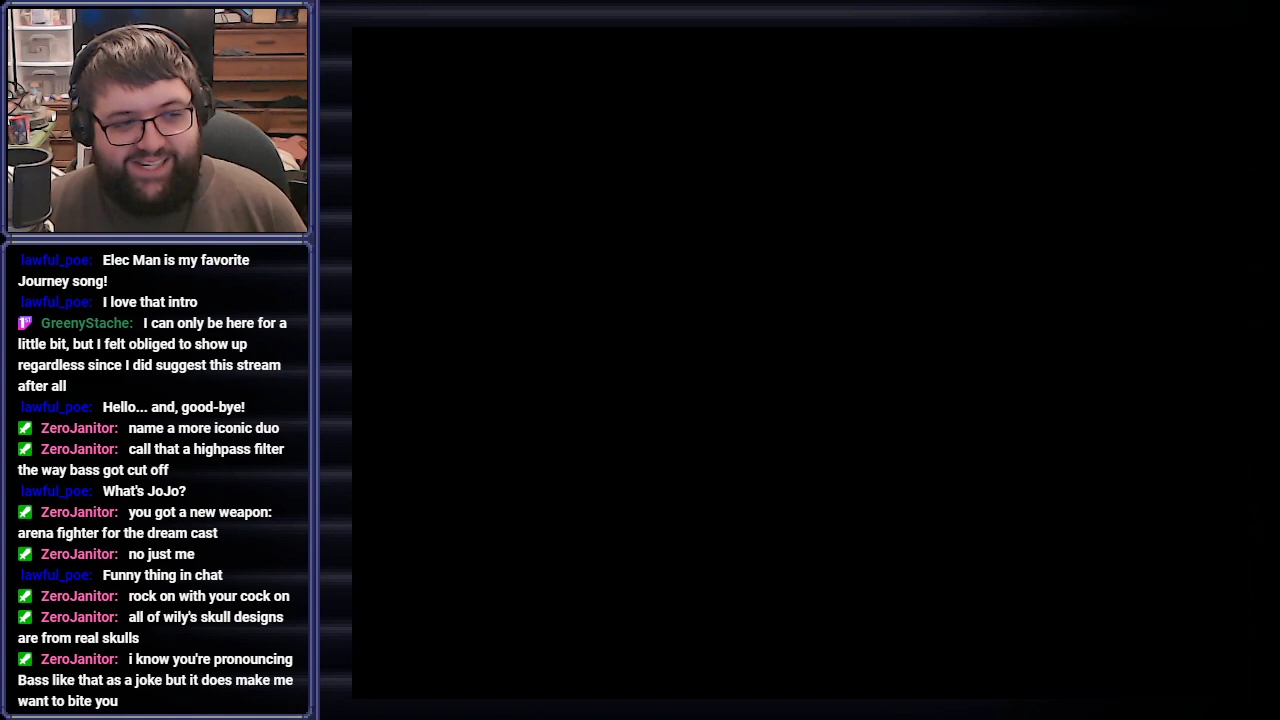 lawful_poe: Elec Man is my favorite
Journey song!
lawful_poe: I love that intro
GreenyStache: I can only be here for a
little bit, but I felt obliged to show up
regardless since I did suggest this stream
after all
lawful_poe: Hello... and, good-bye!
ZeroJanitor: name a more iconic duo
ZeroJanitor: call that a highpass filter
the way bass got cut off
lawful_poe: What's JoJo?
ZeroJanitor: you got a new weapon:
arena fighter for the dream cast
ZeroJanitor: no just me
lawful_poe: Funny thing in chat
ZeroJanitor: rock on with your cock on
ZeroJanitor: all of wily's skull designs
are from real skulls
ZeroJanitor: i know you're pronouncing
Bass like that as a joke but it does make me
want to bite you